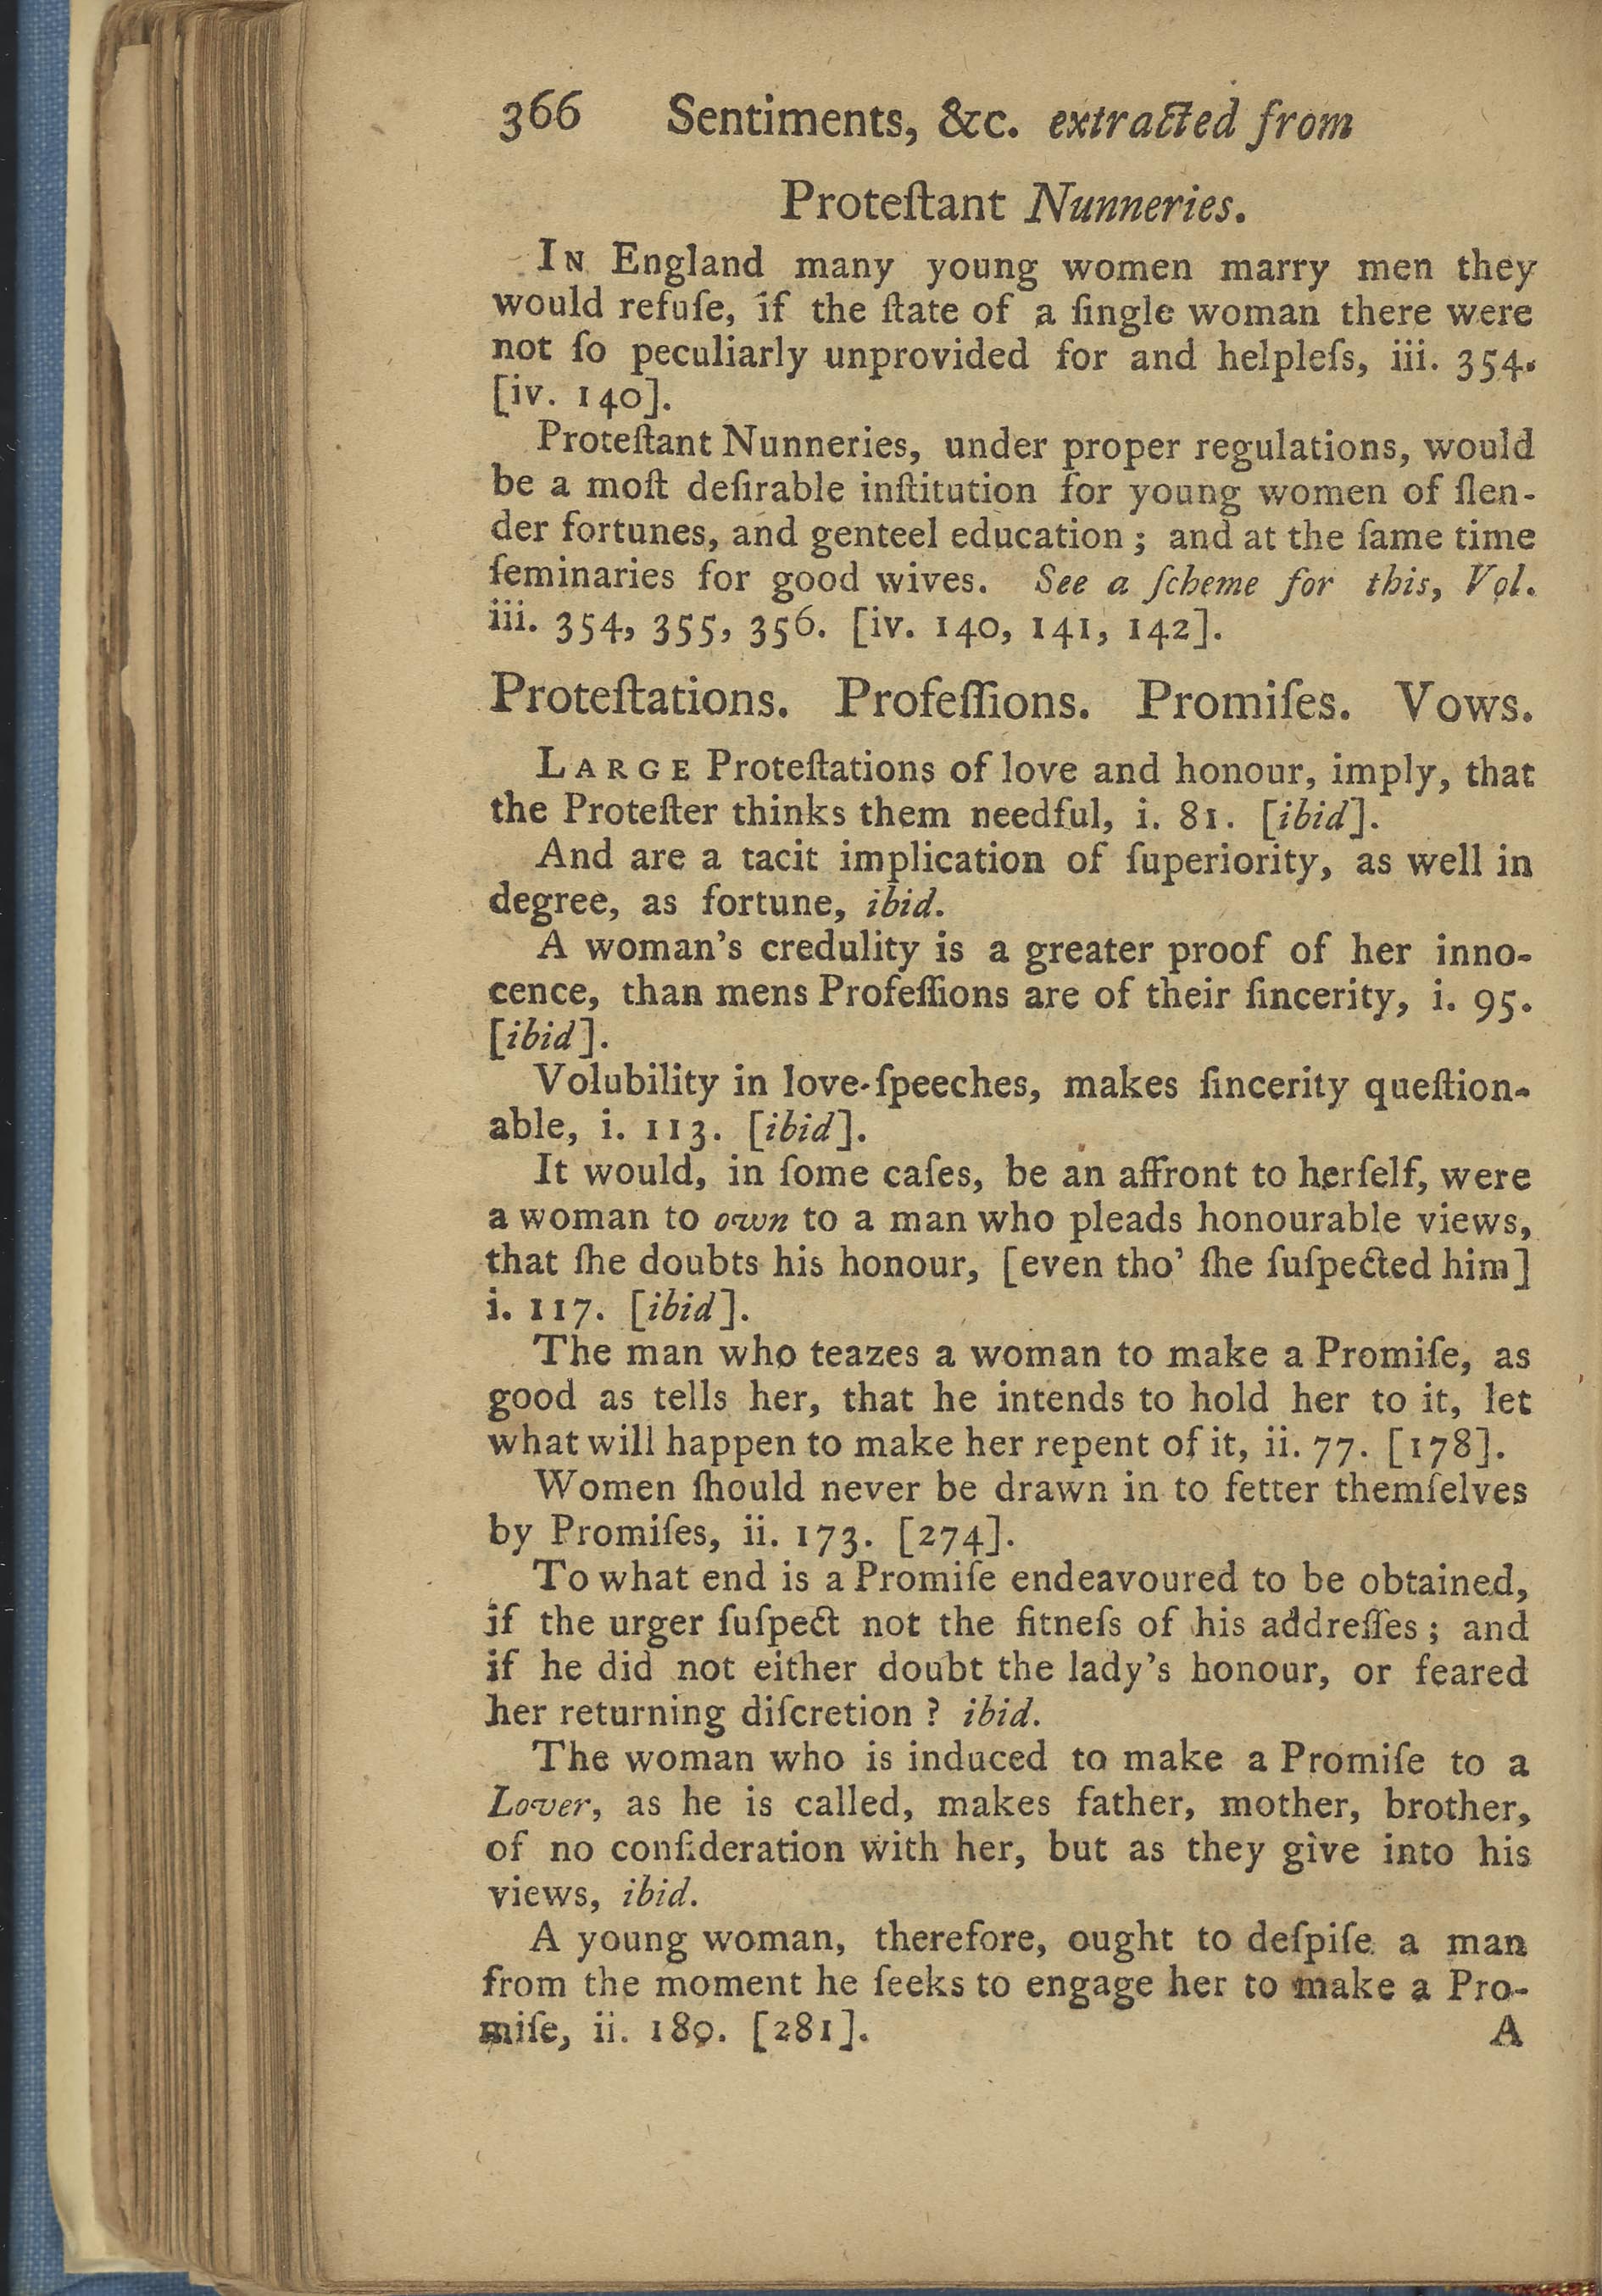 366 Sentiments, &c. extracted from
Proteſtant Nunneries.
IN England many young women marry men they
would refuſe, if the ſtate of a ſingle woman there were
not ſo peculiarly unprovided for and helpleſs, iii. 354.
[iv. 140].
Proteſtant Nunneries, under proper regulations, would
be a moſt deſirable inſtitution for young women of ſlen-
der fortunes, and genteel education; and at the ſame time
ſeminaries for good wives. See a ſcheme for this, Vol.
iii. 354, 355, 356. [iv. 140, 141, 142].
Proteſtations. Profeſſions. Promiſes. Vows.
LARGE Proteſtations of love and honour, imply, that
the Proteſter thinks them needful, i. 81. [ibid].
And are a tacit implication of ſuperiority, as well in
degree, as fortune, ibid.
A woman's credulity is a greater proof of her inno-
cence, than mens Profeſſions are of their ſincerity, i. 95.
[ibid].
Volubility in love-ſpeeches, makes ſincerity queſtion-
able, i. 113. [ibid].
It would, in ſome caſes, be an affront to herſelf, were
a woman to own to a man who pleads honourable views,
that ſhe doubts his honour, [even tho' ſhe ſuſpected him]
i. 117. [ibid].
The man who teazes a woman to make a Promiſe, as
good as tells her, that he intends to hold her to it, let
what will happen to make her repent of it, ii. 77. [178].
Women ſhould never be drawn in to fetter themſelves
by Promiſes, ii. 173. [274].
To what end is a Promiſe endeavoured to be obtained,
if the urger ſuſpect not the fitneſs of his addreſſes; and
if he did not either doubt the lady's honour, or feared
her returning diſcretion? ibid.
The woman who is induced to make a Promiſe to a
Lover, as he is called, makes father, mother, brother,
of no conſideration with her, but as they give into his
views, ibid.
A young woman, therefore, ought to deſpiſe a man
from the moment he ſeeks to engage her to make a Pro-
miſe, ii. 180. [281].
A